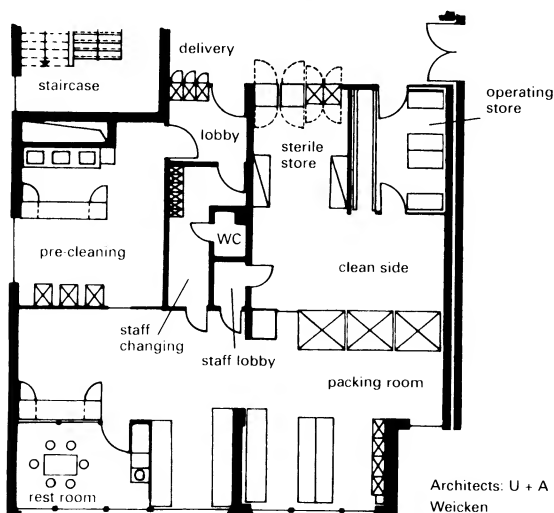 delivery
staircase
operating
store
lobby
sterile
store
WC
pre-cleaning
clean side
staff
changing
staff lobby
packing room
rest room
Architects: U + A
Weicken